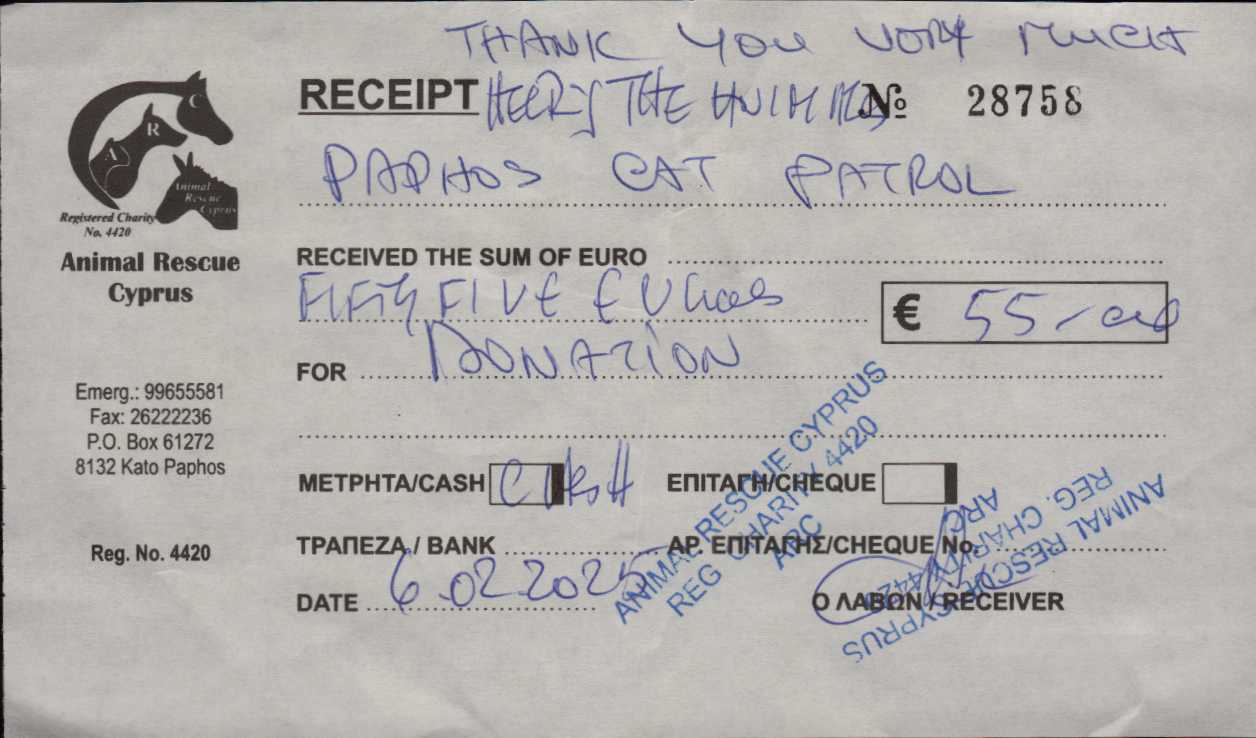 THANK YOU VERY MUCH
RECEIPT
THE
Nº 28758
PAPHOS CAT PATROL
A R C
Animal
Rescue
Cyprus
Registered Charity
No. 4420
Animal Rescue
Cyprus
RECEIVED THE SUM OF EURO
FIFTY FIVE EUROS
€ 55
FOR DONATION
Emerg.: 99655581
Fax: 26222236
P.O. Box 61272
8132 Kato Paphos
ΜΕΤΡΗΤΑ/CASH CASH ΕΠΙΤΑΓΗ/CHEQUE
Reg. No. 4420
ΤΡΑΠΕΖΑ / BANK ΑΡ. ΕΠΙΤΑΓΗΣ/CHEQUE No.
DATE 6.02.2025
Ο ΛΑΒΩΝ / RECEIVER
ANIMAL RESCUE CYPRUS
REG CHARITY 4420
ARC
ANIMAL RESCUE CYPRUS
REG. CHARITY 4420
ARC